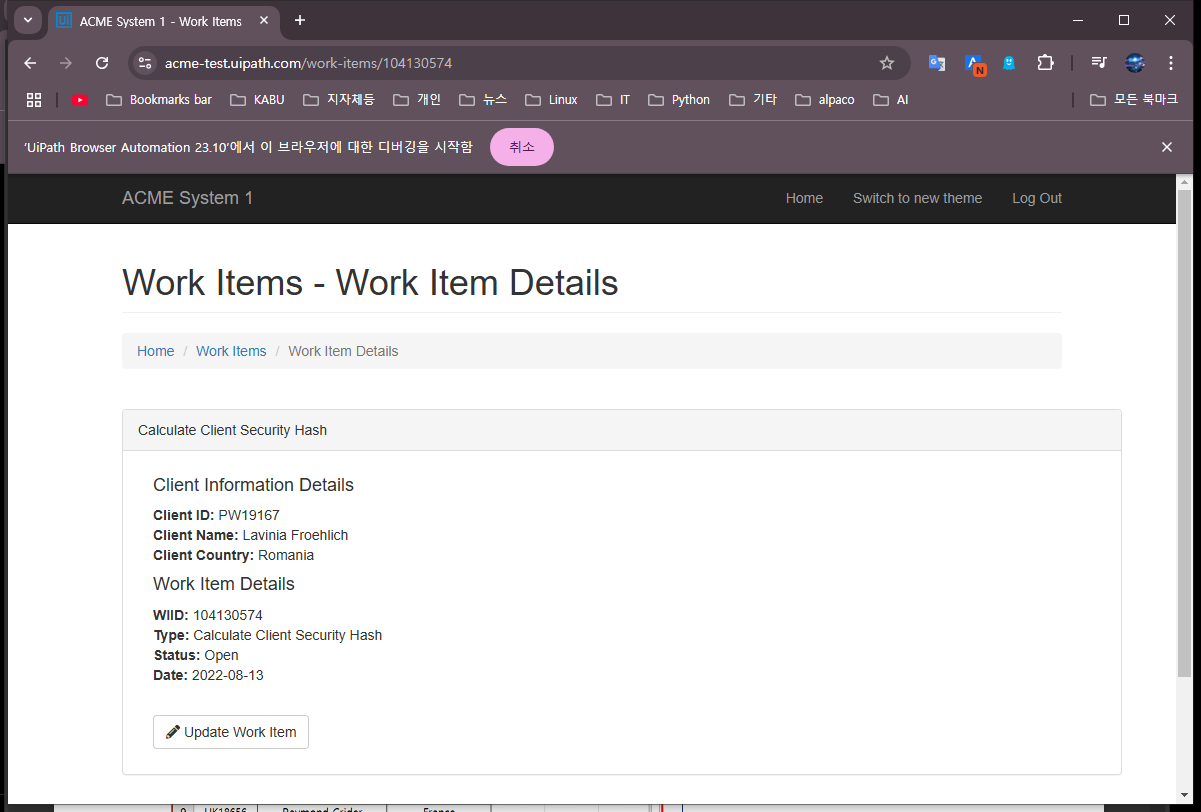 ACME System 1 - Work Items
acme-test.uipath.com/work-items/104130574
Bookmarks bar KABU 지자체등 개인 뉴스 Linux IT Python 기타 alpaco AI 모든 북마크
'UiPath Browser Automation 23.10'에서 이 브라우저에 대한 디버깅을 시작함 취소
ACME System 1 Home Switch to new theme Log Out
Work Items - Work Item Details
Home / Work Items / Work Item Details
Calculate Client Security Hash
Client Information Details
Client ID: PW19167
Client Name: Lavinia Froehlich
Client Country: Romania
Work Item Details
WIID: 104130574
Type: Calculate Client Security Hash
Status: Open
Date: 2022-08-13
Update Work Item